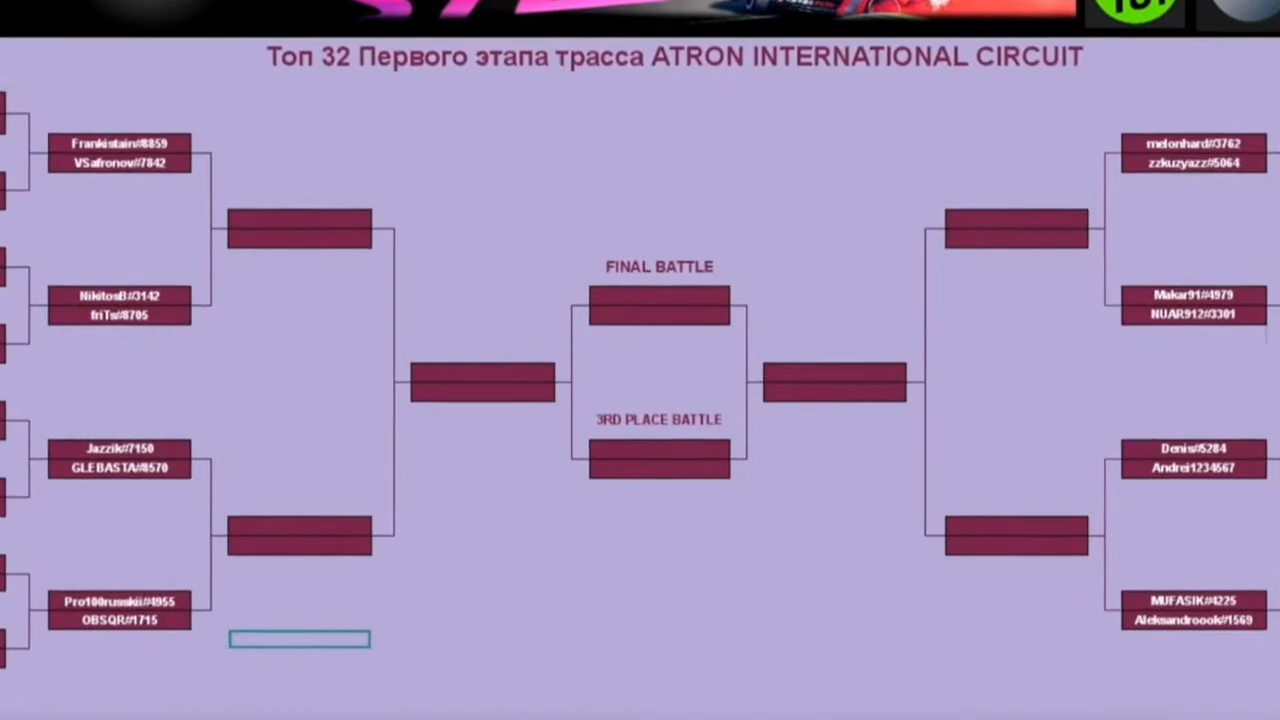 Топ 32 Первого этапа трасса ATRON INTERNATIONAL CIRCUIT
Frankistain#8859
VSafronov#7842
NikitosB#3142
friTs#8705
Jazzik#7150
GLEBASTA#8570
Pro100russkii#4955
OBSQR#1715
FINAL BATTLE
3RD PLACE BATTLE
melonhard#3762
zzkuzyazz#5064
Makar91#4979
NUAR912#3301
Denis#5284
Andrei1234567
MUFASIK#4225
Aleksandroook#1569